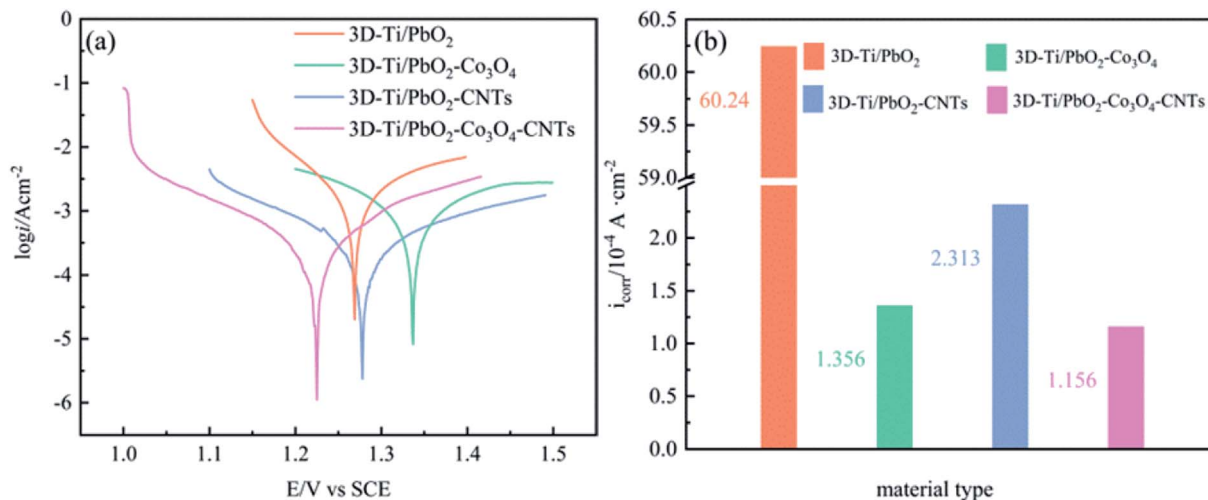 (a)
3D-Ti/PbO₂
3D-Ti/PbO₂-Co₃O₄
3D-Ti/PbO₂-CNTs
3D-Ti/PbO₂-Co₃O₄-CNTs
0
-1
-2
-3
-4
-5
-6
logi/Acm⁻²
1.0 1.1 1.2 1.3 1.4 1.5
E/V vs SCE
(b)
3D-Ti/PbO₂ 3D-Ti/PbO₂-Co₃O₄
3D-Ti/PbO₂-CNTs 3D-Ti/PbO₂-Co₃O₄-CNTs
60.5
60.0
59.5
59.0
2.0
1.5
1.0
0.5
0.0
i_corr/10⁻⁴ A ·cm⁻²
60.24
1.356
2.313
1.156
material type